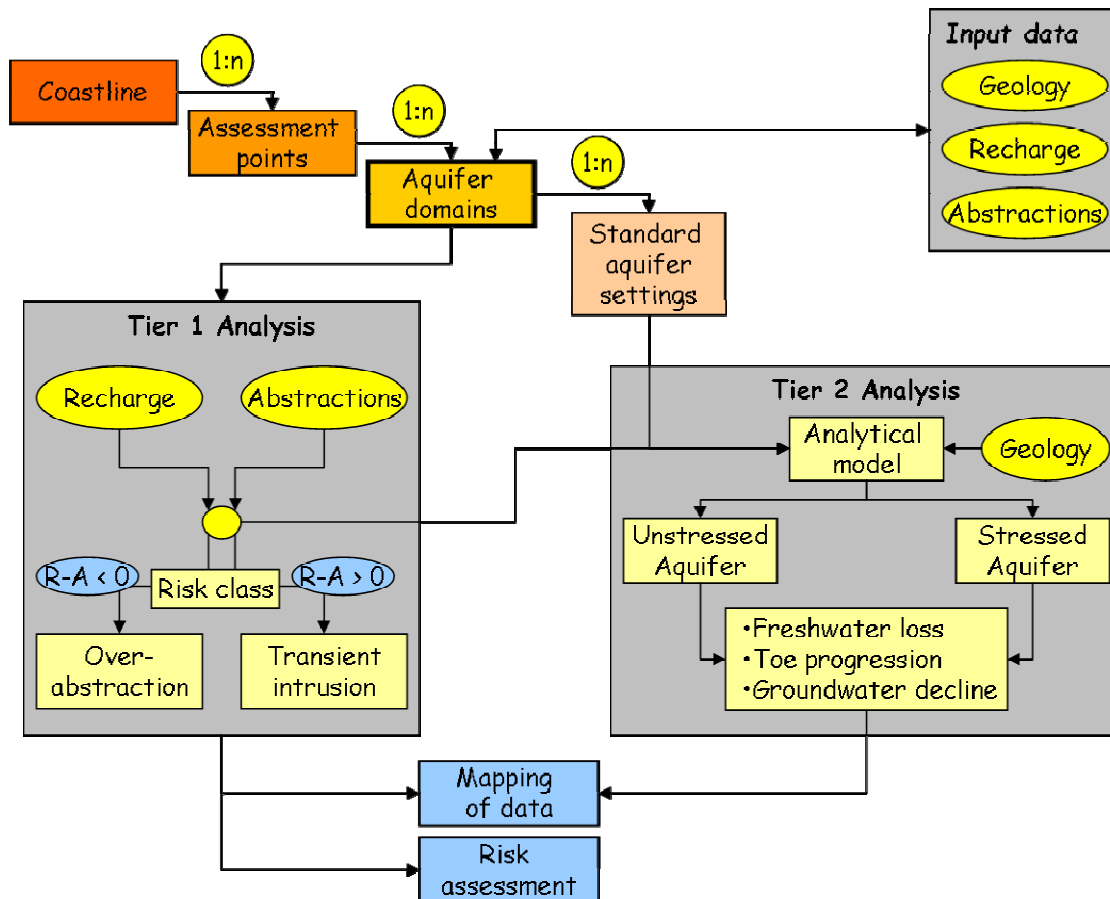 Input data
1:n
Coastline
Geology
Assessment
points
1:n
Recharge
1:n
Aquifer
domains
Abstractions
Standard
aquifer
settings
Tier 1 Analysis
Recharge
Abstractions
R-A < 0
R-A > 0
Risk class
Over-
abstraction
Transient
intrusion
Tier 2 Analysis
Analytical
model
Geology
Unstressed
Aquifer
Stressed
Aquifer
•Freshwater loss
•Toe progression
•Groundwater decline
Mapping
of data
Risk
assessment